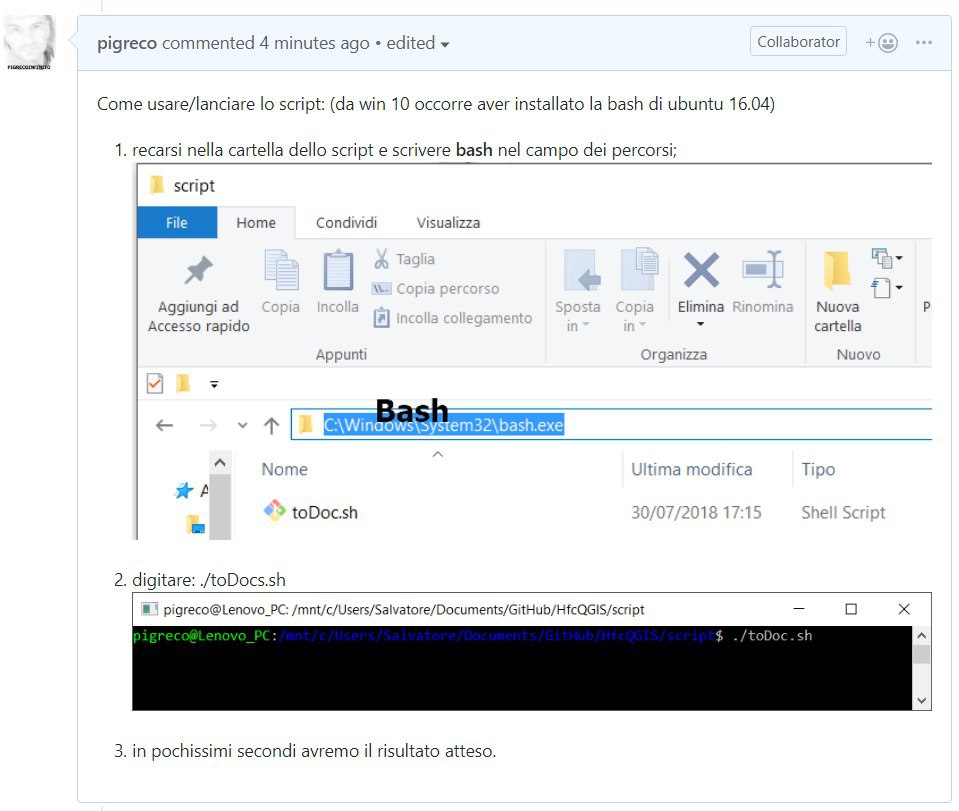 pigreco commented 4 minutes ago • edited
Collaborator
PIGRECOINFINITO
Come usare/lanciare lo script: (da win 10 occorre aver installato la bash di ubuntu 16.04)
1. recarsi nella cartella dello script e scrivere bash nel campo dei percorsi;
script
File Home Condividi Visualizza
Aggiungi ad
Accesso rapido
Copia
Incolla
Taglia
Copia percorso
Incolla collegamento
Appunti
Sposta
in
Copia
in
Elimina
Rinomina
Organizza
Nuova
cartella
Nuovo
P
Bash
C:\Windows\System32\bash.exe
Nome Ultima modifica Tipo
A
toDoc.sh 30/07/2018 17:15 Shell Script
2. digitare: ./toDocs.sh
pigreco@Lenovo_PC: /mnt/c/Users/Salvatore/Documents/GitHub/HfcQGIS/script
pigreco@Lenovo_PC:/mnt/c/Users/Salvatore/Documents/GitHub/HfcQGIS/script$ ./toDoc.sh
3. in pochissimi secondi avremo il risultato atteso.